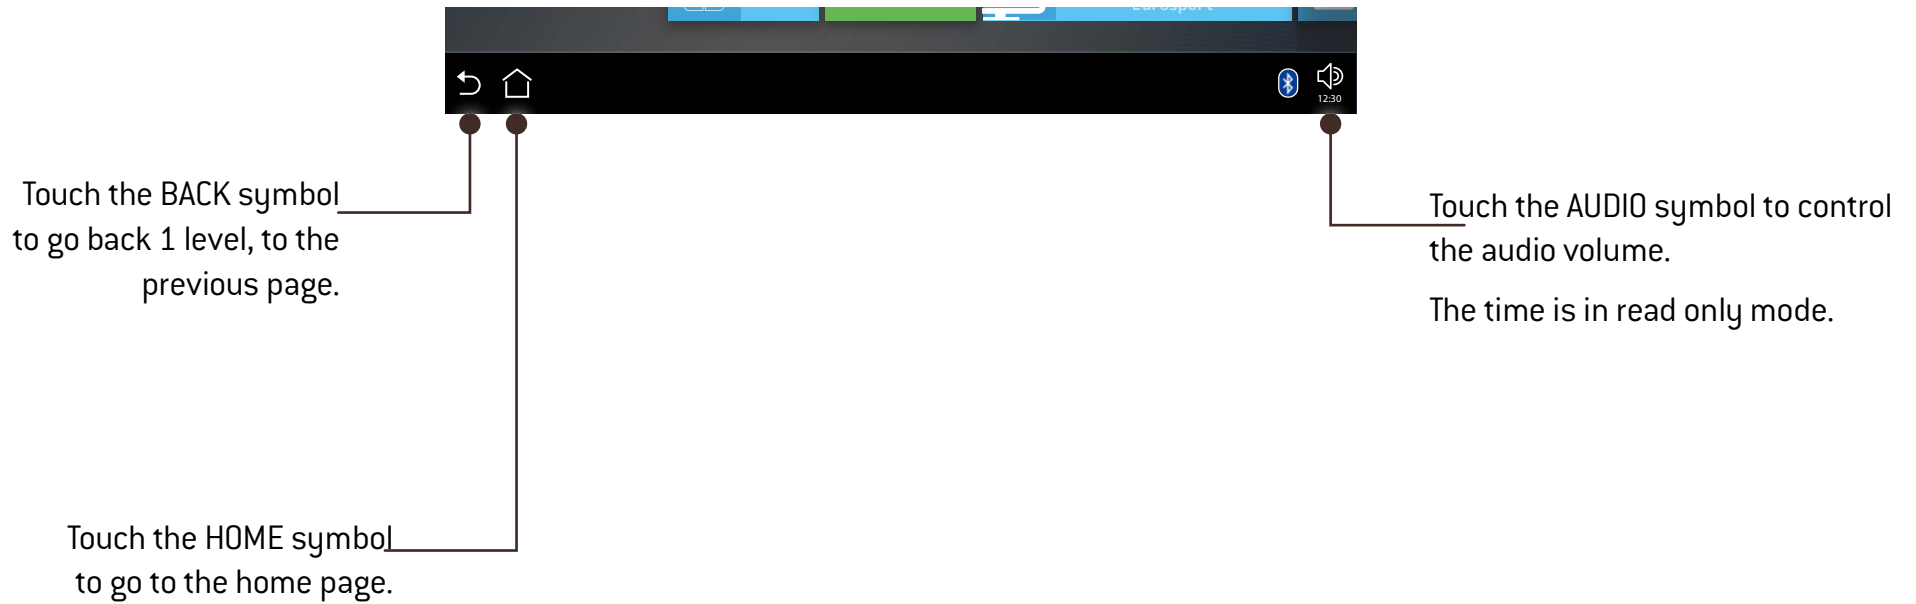 Eurosport
12:30
Touch the BACK symbol
to go back 1 level, to the
previous page.
Touch the AUDIO symbol to control
the audio volume.
The time is in read only mode.
Touch the HOME symbol
to go to the home page.